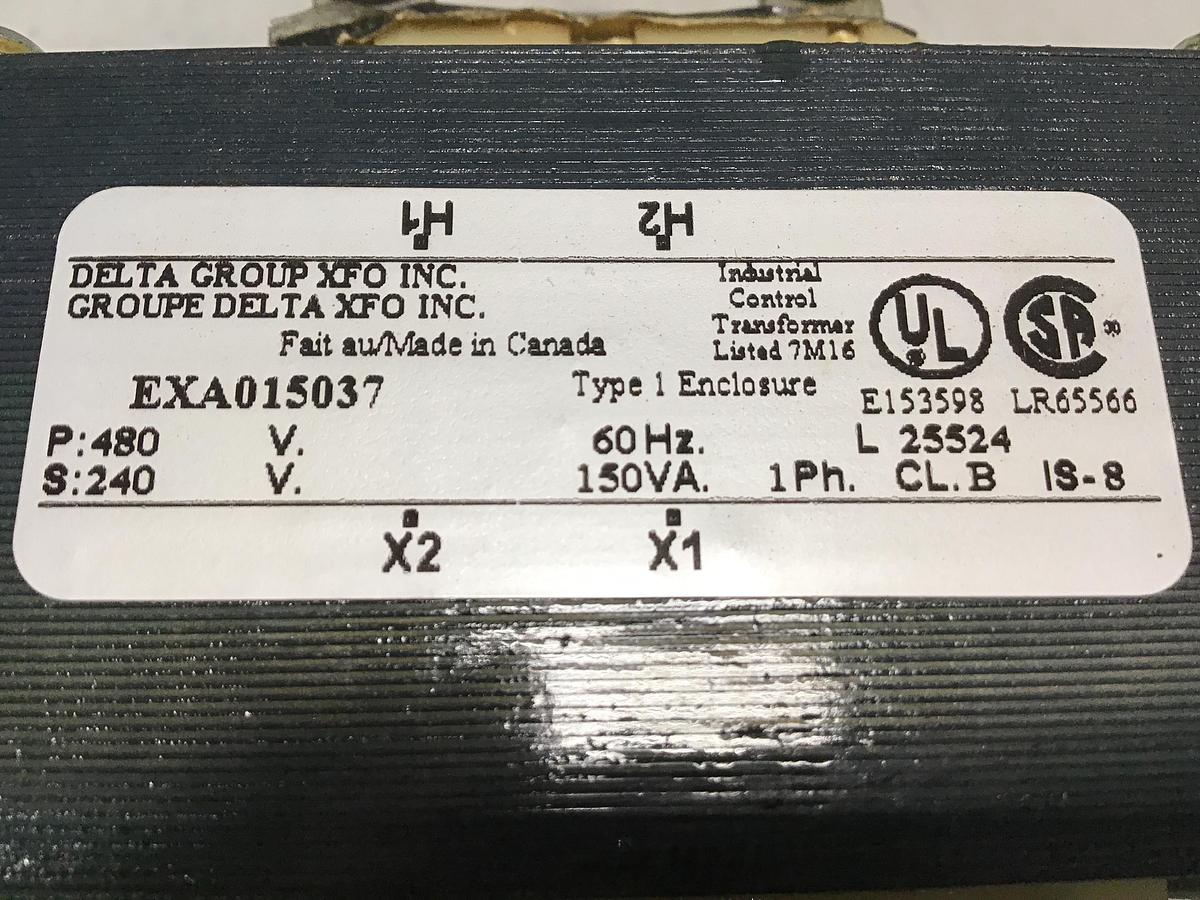 H1 H2
DELTA GROUP XFO INC.
GROUPE DELTA XFO INC.
Fait au/Made in Canada
EXA015037
Industrial
Control
Transformer
Listed 7M16
Type 1 Enclosure
UL
®
SA
E153598 LR65566
P:480 V. 60 Hz. L 25524
S:240 V. 150VA. 1Ph. CL.B IS-8
X2 X1